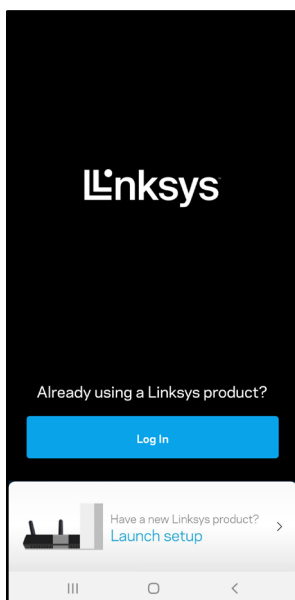 Linksys
Already using a Linksys product?
Log In
Have a new Linksys product?
Launch setup